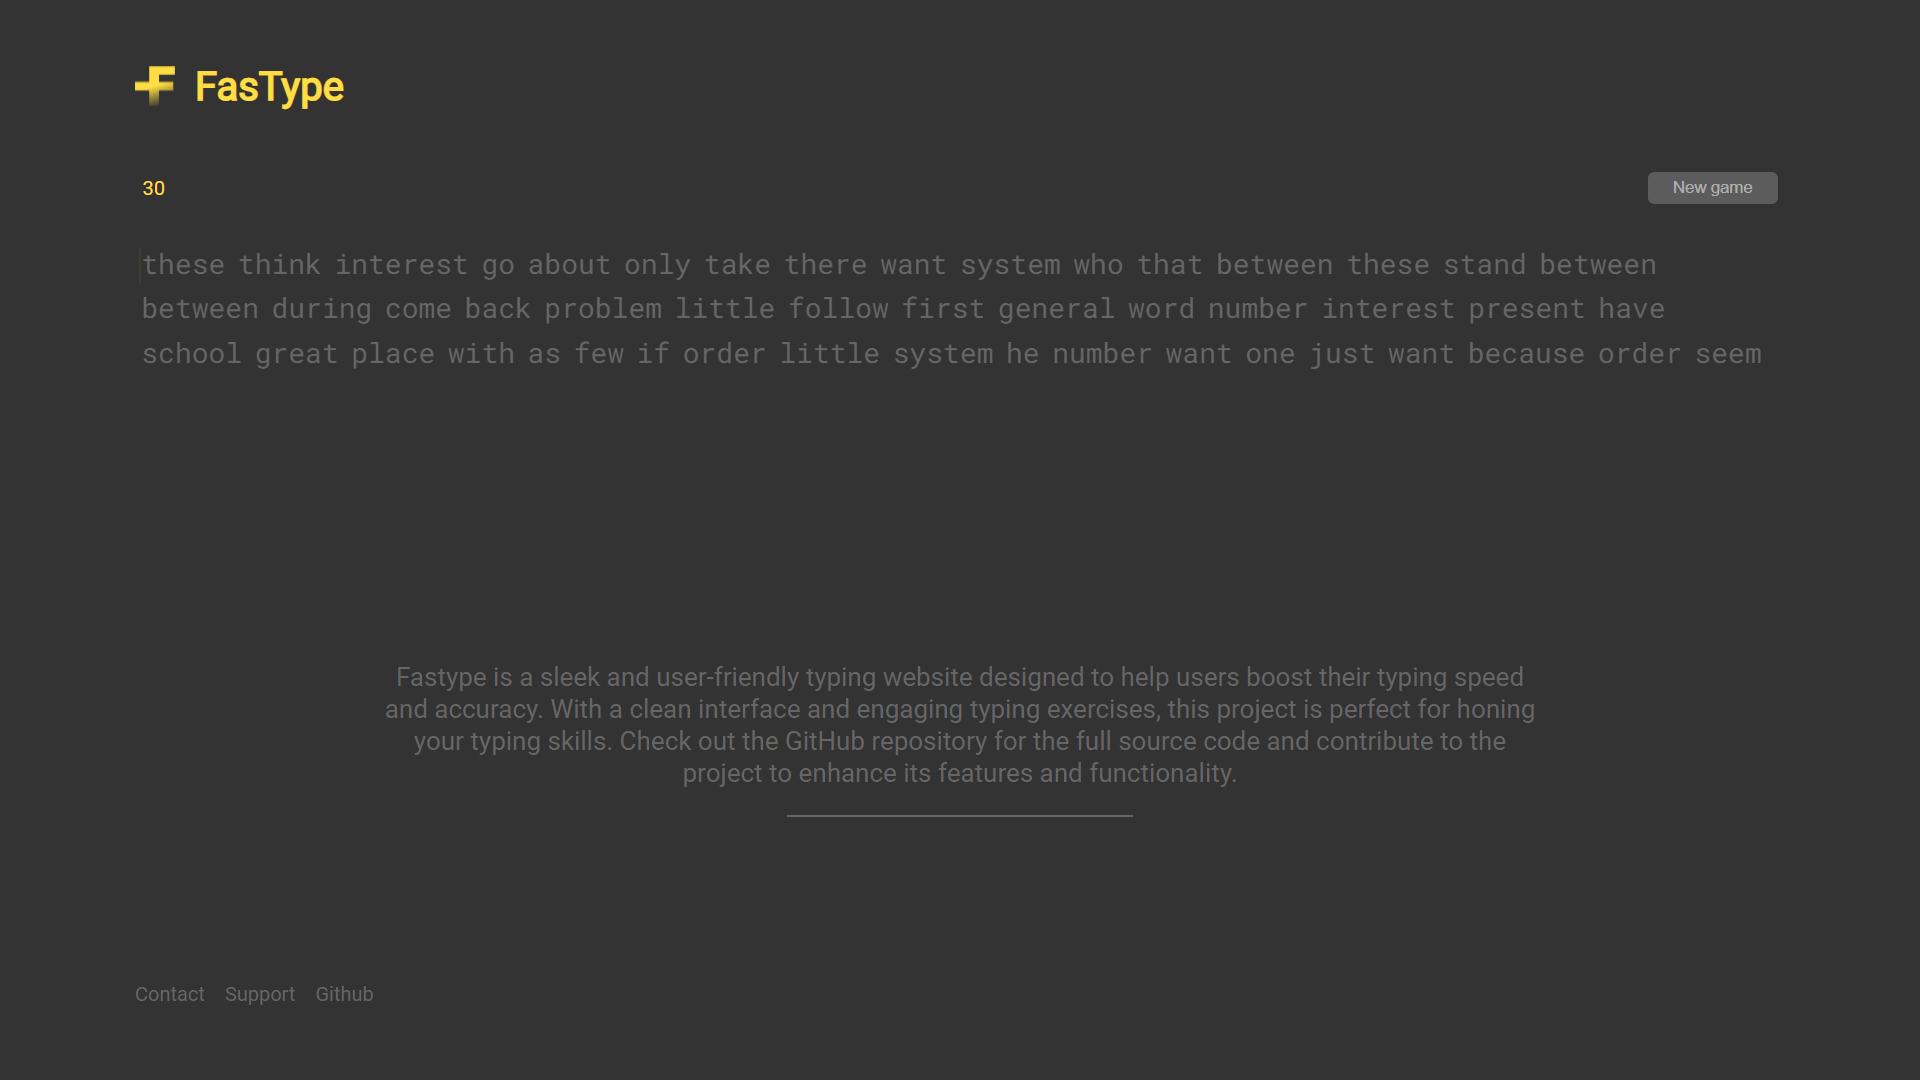 FasType
30
New game
these think interest go about only take there want system who that between these stand between
between during come back problem little follow first general word number interest present have
school great place with as few if order little system he number want one just want because order seem
Fastype is a sleek and user-friendly typing website designed to help users boost their typing speed
and accuracy. With a clean interface and engaging typing exercises, this project is perfect for honing
your typing skills. Check out the GitHub repository for the full source code and contribute to the
project to enhance its features and functionality.
Contact Support Github